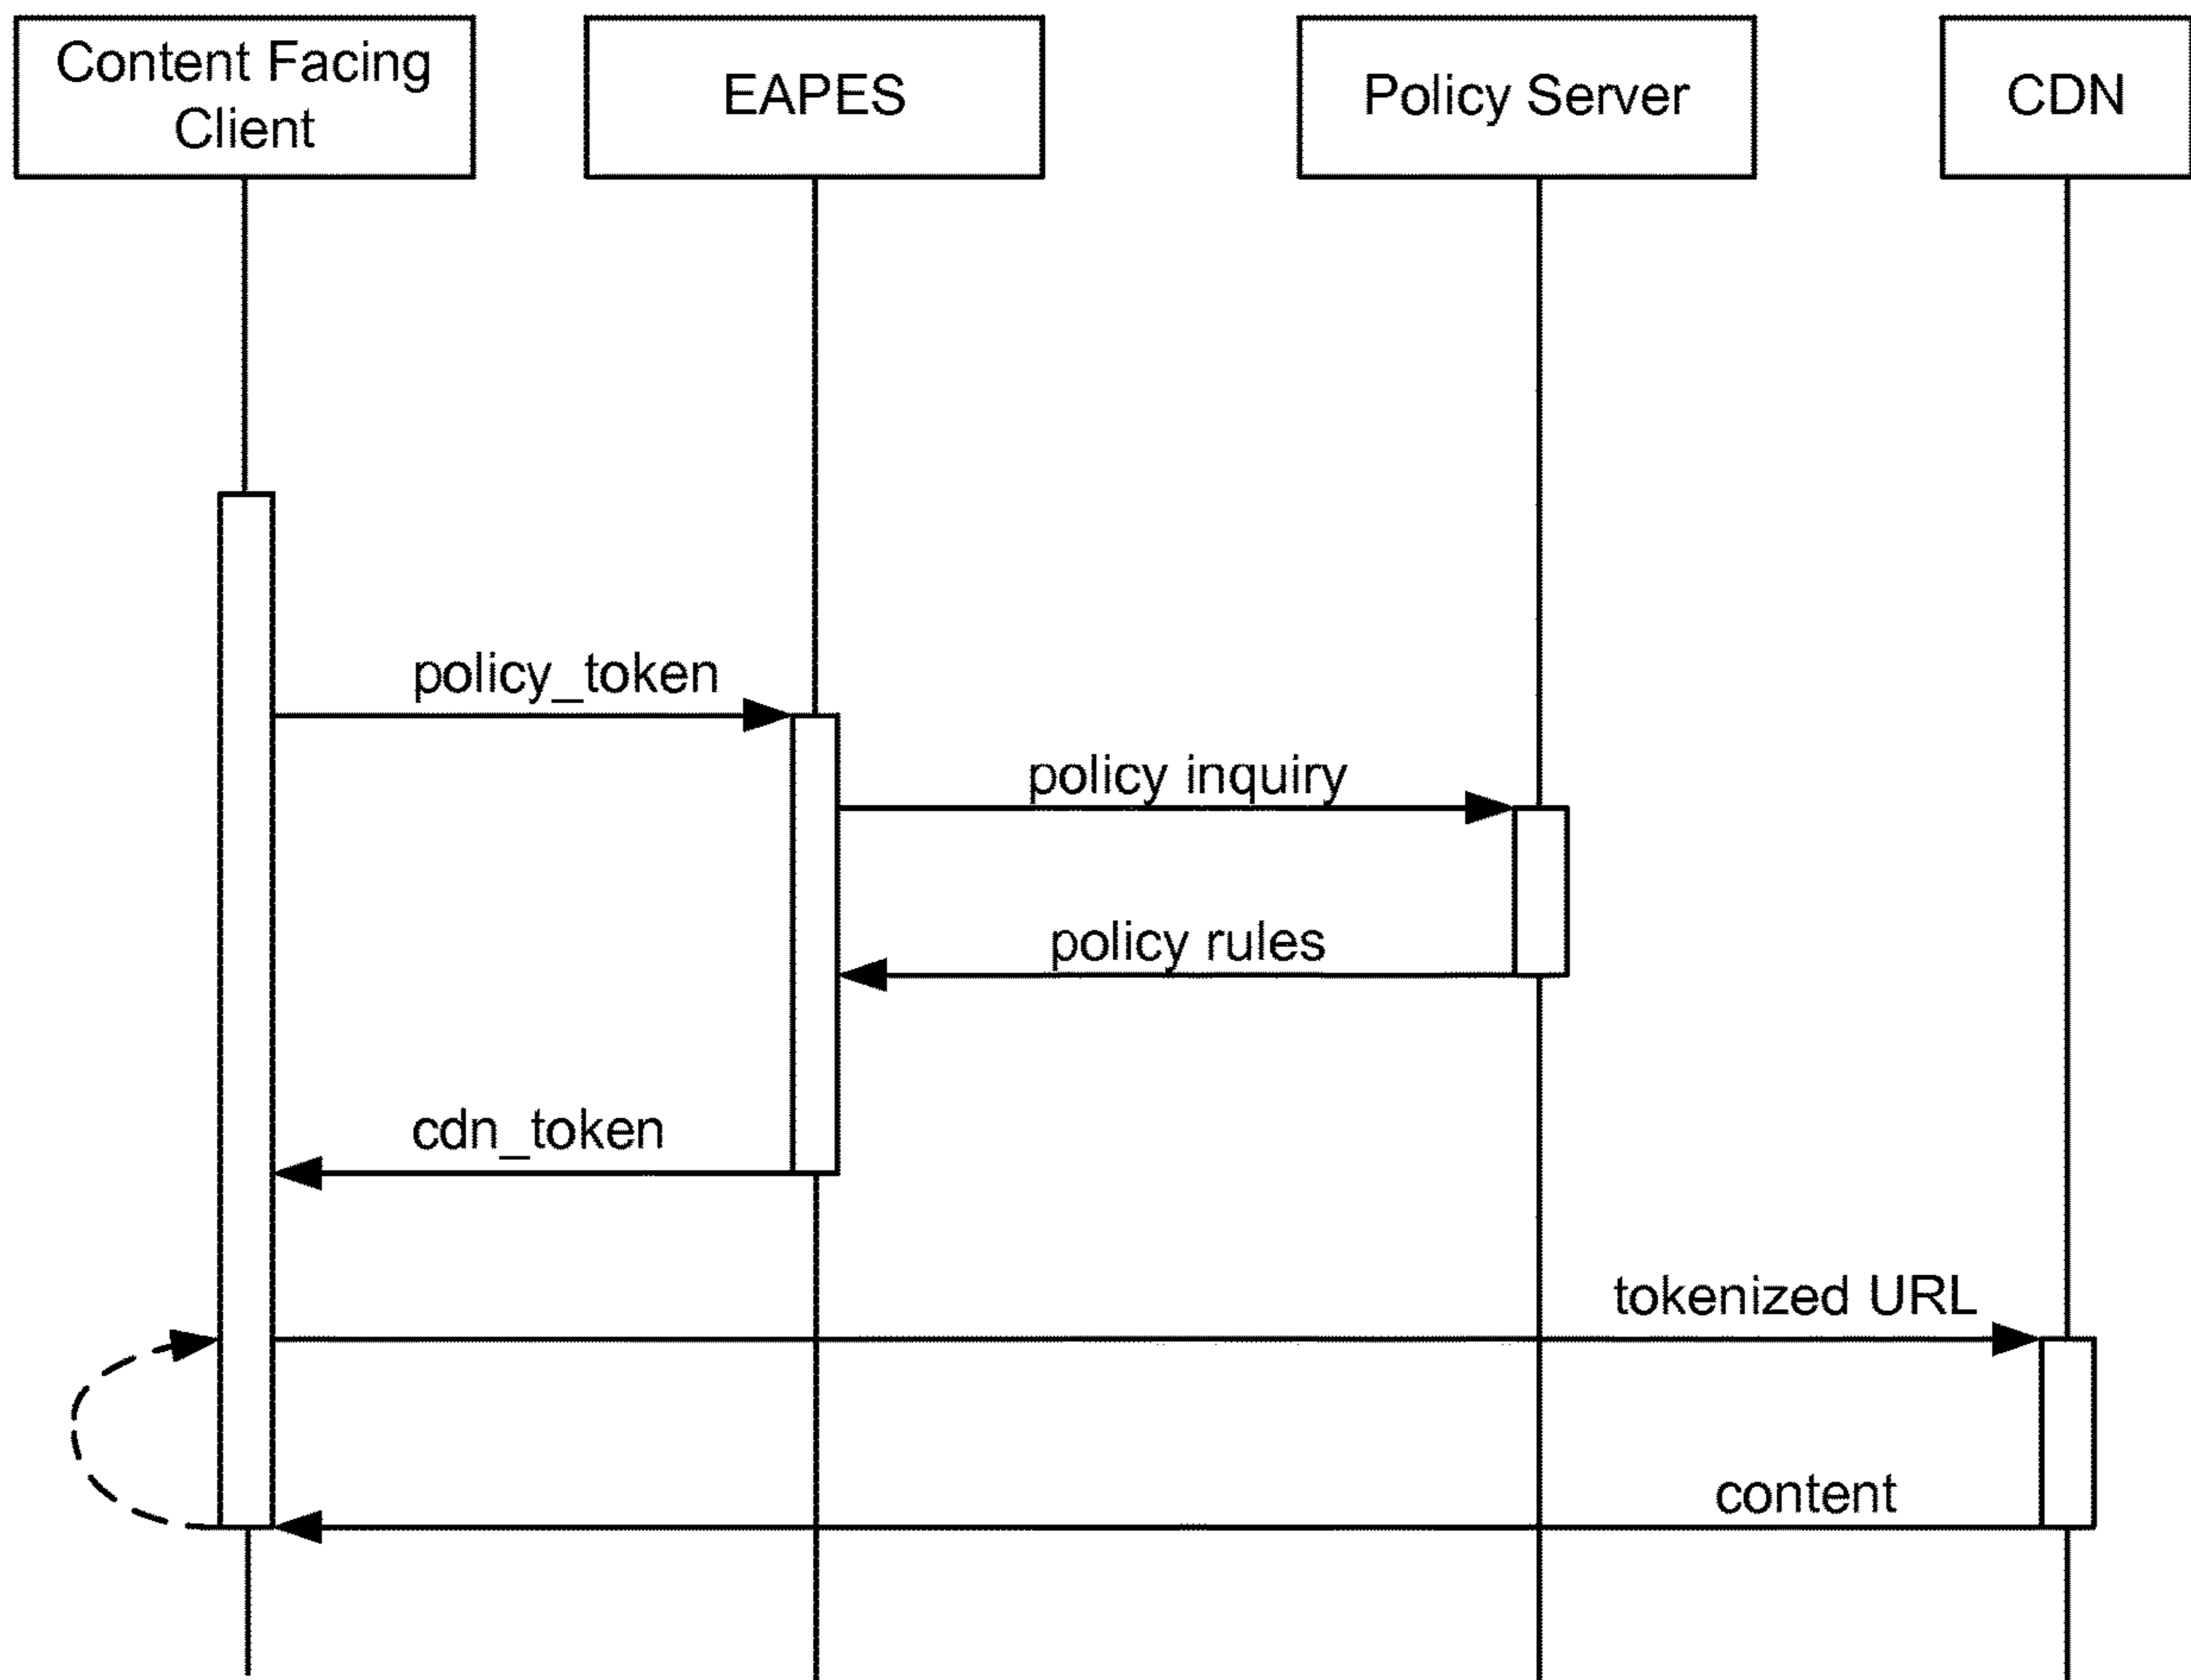 Content Facing
Client
EAPES
Policy Server
CDN
policy_token
policy inquiry
policy rules
cdn_token
tokenized URL
content